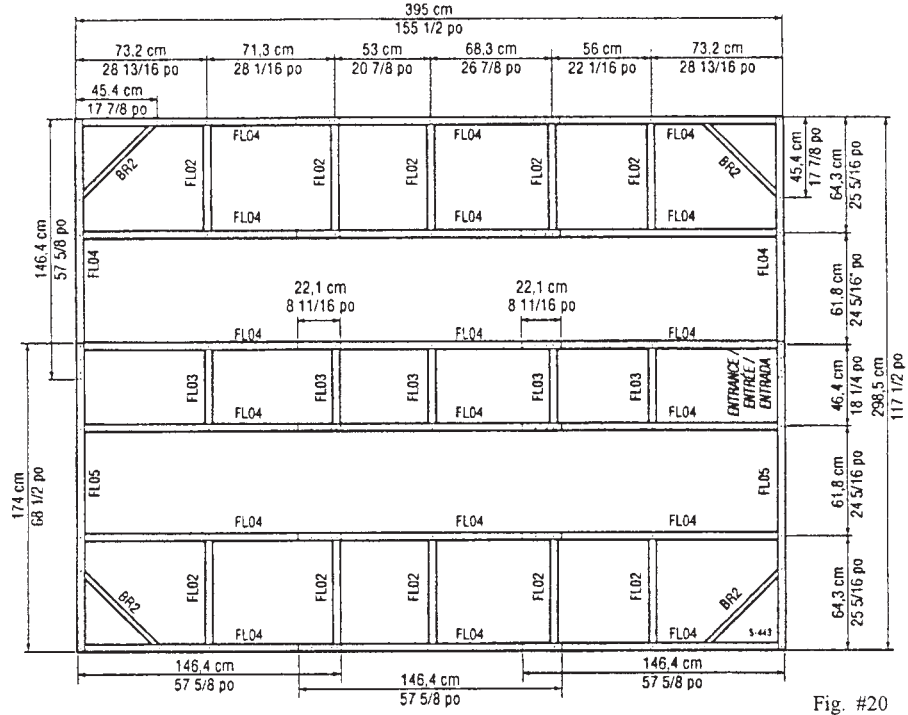 395 cm
155 1/2 po
73.2 cm 71,3 cm 53 cm 68,3 cm 56 cm 73.2 cm
28 13/16 po 28 1/16 po 20 7/8 po 26 7/8 po 22 1/16 po 28 13/16 po
45.4 cm
17 7/8 po
FL04 FL04 FL04
BR2 FL02 FL02 FL02 FL02 FL02 BR2
FL04 FL04 FL04
45,4 cm
17 7/8 po
64,3 cm
25 5/16 po
146.4 cm
57 5/8 po
FL04 FL04
22,1 cm 22,1 cm
8 11/16 po 8 11/16 po
FL04 FL04 FL04
61,8 cm
24 5/16" po
FL03 FL03 FL03 FL03 FL03
ENTRANCE /
ENTRÉE /
ENTRADA
FL04 FL04 FL04
46,4 cm
18 1/4 po
298,5 cm
117 1/2 po
174 cm
68 1/2 po
FL05 FL05
FL04 FL04 FL04
61,8 cm
24 5/16 po
BR2 FL02 FL02 FL02 FL02 FL02 BR2
FL04 FL04 FL04
S-443
64,3 cm
25 5/16 po
146,4 cm 146,4 cm 146,4 cm
57 5/8 po 57 5/8 po 57 5/8 po
Fig. #20